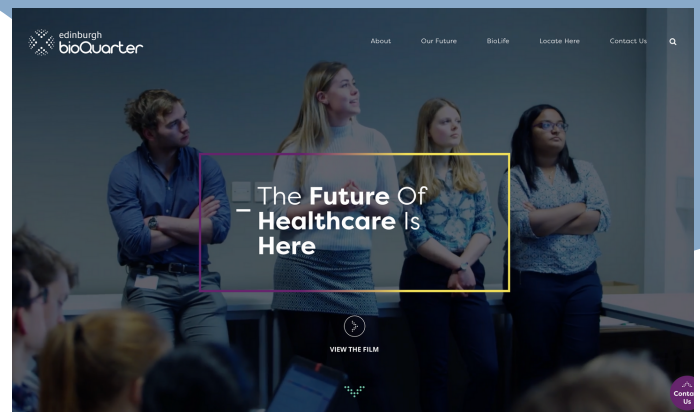 edinburgh
bioQuarter
About Our Future BioLife Locate Here Contact Us
The Future Of
Healthcare Is
Here
VIEW THE FILM
Conta
Us